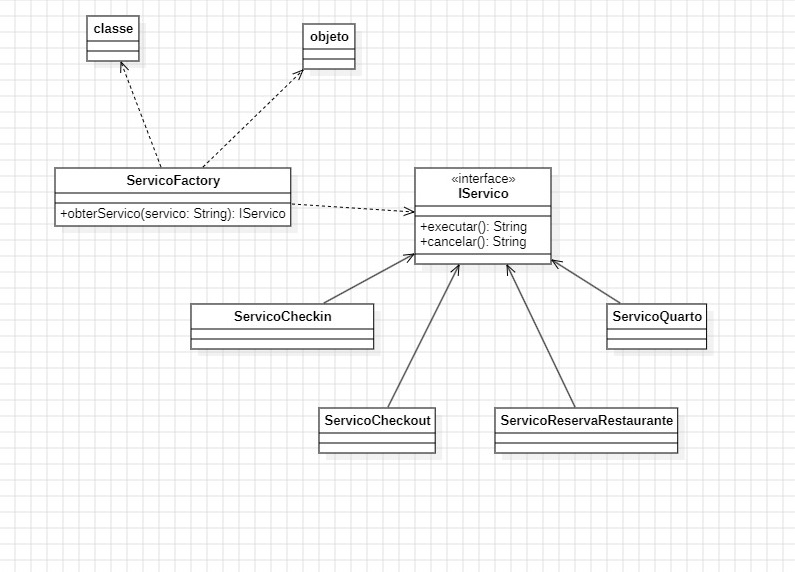 classe
objeto
ServicoFactory
+obterServico(servico: String): IServico
«interface»
IServico
+executar(): String
+cancelar(): String
ServicoCheckin
ServicoQuarto
ServicoCheckout
ServicoReservaRestaurante